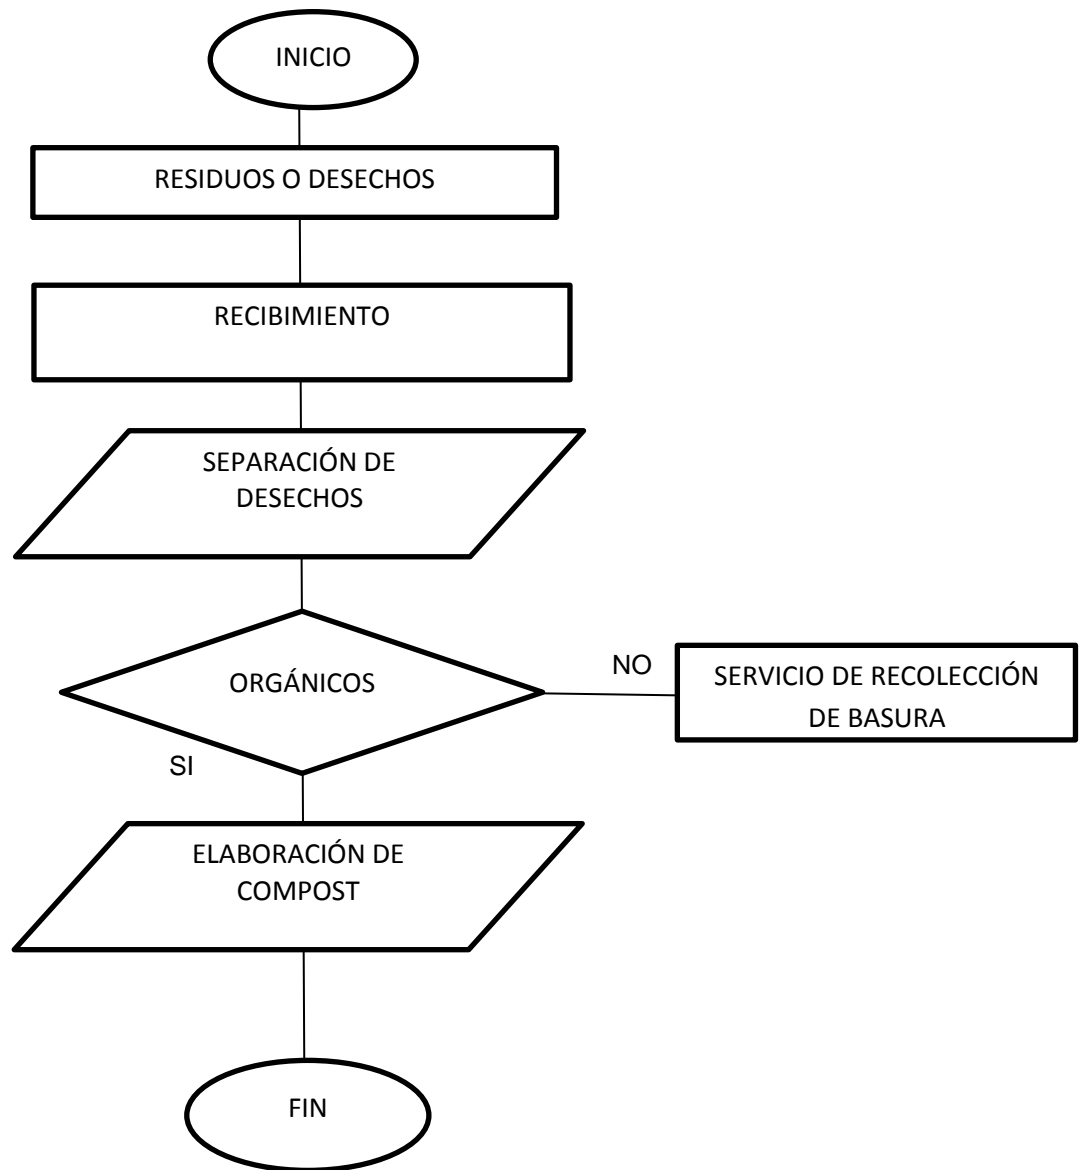 INICIO
RESIDUOS O DESECHOS
RECIBIMIENTO
SEPARACIÓN DE
DESECHOS
ORGÁNICOS
NO
SERVICIO DE RECOLECCIÓN
DE BASURA
SI
ELABORACIÓN DE
COMPOST
FIN